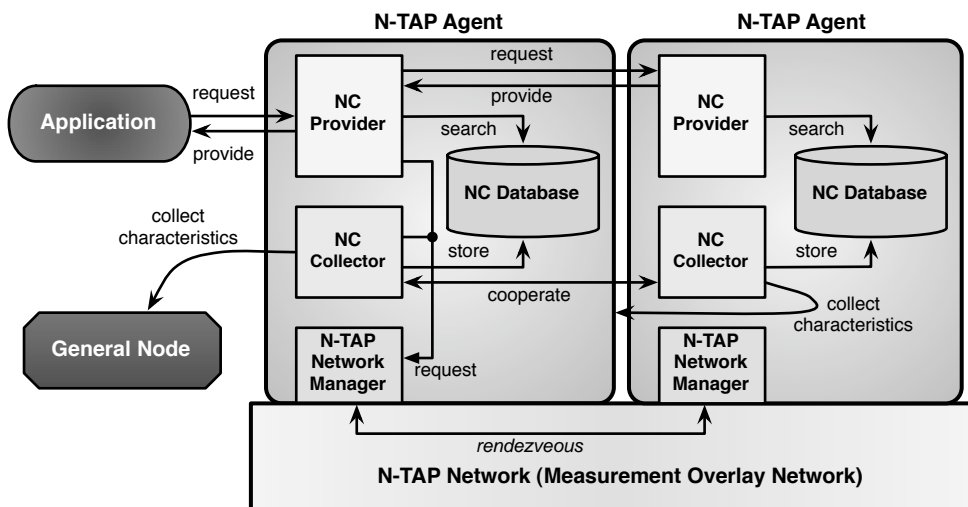 N-TAP Agent
N-TAP Agent
request
provide
NC
Provider
NC
Provider
request
provide
Application
search
search
NC Database
NC Database
collect
characteristics
NC
Collector
NC
Collector
store
store
cooperate
collect
characteristics
General Node
N-TAP
Network
Manager
request
N-TAP
Network
Manager
rendezveous
N-TAP Network (Measurement Overlay Network)